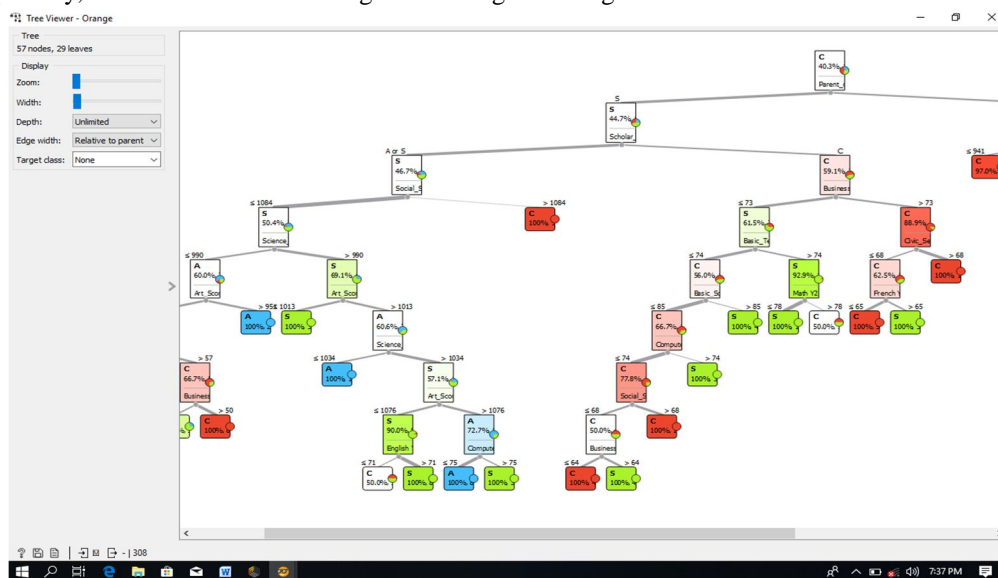 Tree Viewer - Orange
Tree
57 nodes, 29 leaves
Display
Zoom:
Width:
Depth: Unlimited
Edge width: Relative to parent
Target class: None
C
40.3%
Parent_
S
S
44.7%
Scholar_
A or S
C
≤ 941
S
46.7%
Social_S
C
59.1%
Business
C
97.0%
≤ 1084
> 1084
≤ 73
> 73
S
50.4%
Science_
C
100%
S
61.5%
Basic_Te
C
88.9%
Civic_Se
≤ 990
> 990
≤ 74
> 74
≤ 68
> 68
A
60.0%
Art_Scor
S
69.1%
Art_Scor
C
56.0%
Basic_Sc
S
92.9%
Math Y2
C
62.5%
French Y
C
100%
≤ 1013
> 1013
≤ 85
> 85
≤ 78
> 78
≤ 65
> 65
A
100%
S
100%
A
60.6%
Science_
C
66.7%
Compute
S
100%
S
100%
C
50.0%
C
100%
S
100%
> 57
≤ 1034
> 1034
≤ 74
> 74
C
66.7%
Business
A
100%
S
57.1%
Art_Scor
C
77.8%
Social_S
S
100%
> 50
≤ 1076
> 1076
≤ 68
> 68
C
100%
S
90.0%
English
A
72.7%
Compute
C
50.0%
Business
C
100%
≤ 71
> 71
≤ 75
> 75
≤ 64
> 64
C
50.0%
S
100%
A
100%
S
100%
C
100%
S
100%
- | 308
7:37 PM